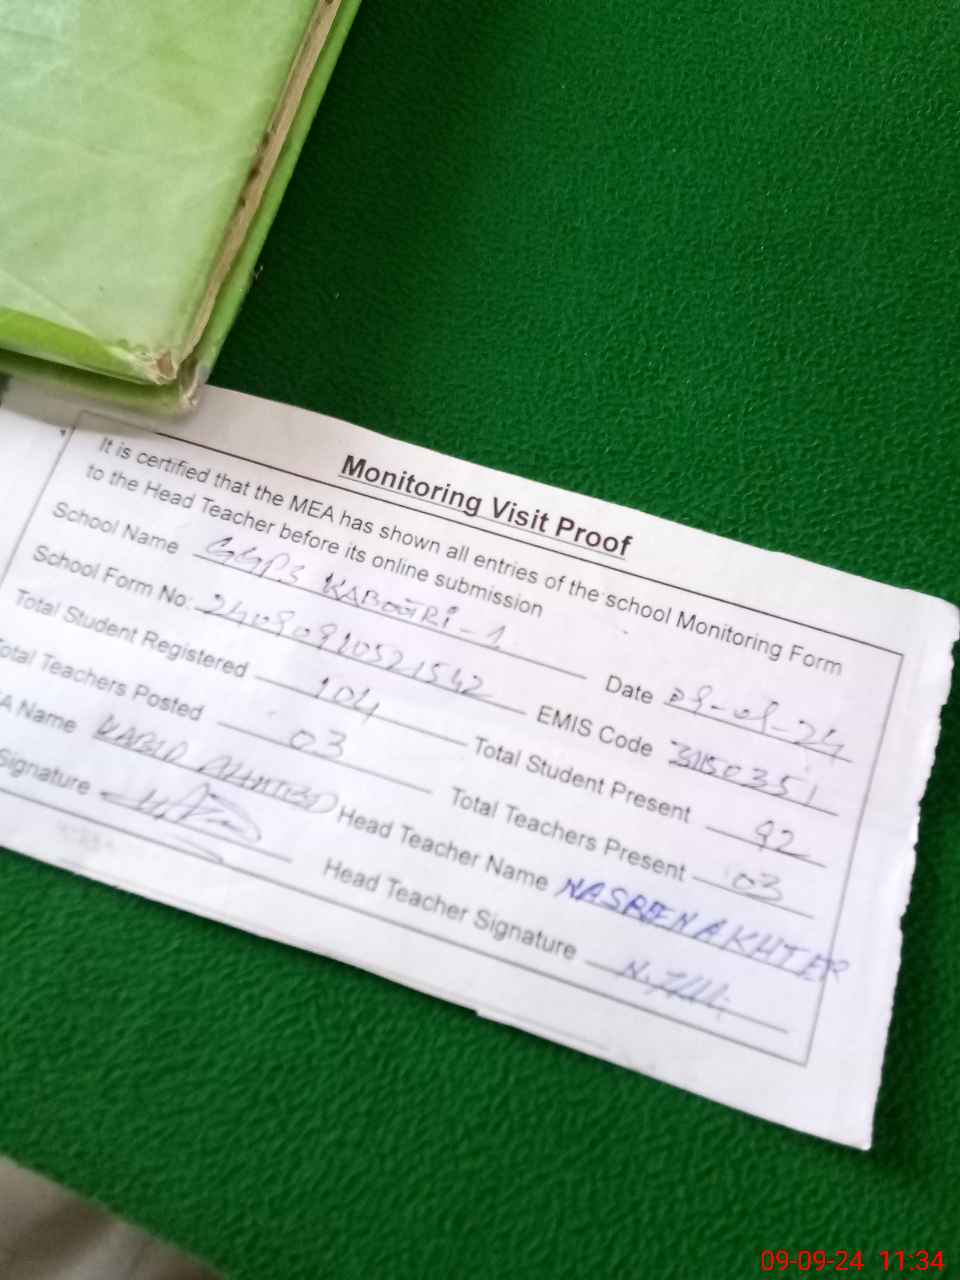 Monitoring Visit Proof
It is certified that the MEA has shown all entries of the school Monitoring Form
to the Head Teacher before its online submission
School Name GGPS KABOTRI-1 Date 09-09-24
School Form No: EMIS Code
Total Student Registered 104 Total Student Present 92
Total Teachers Posted 03 Total Teachers Present 03
A Name KABIR AHMED Head Teacher Name NASREEN AKHTER
Signature Head Teacher Signature
09-09-24 11:34